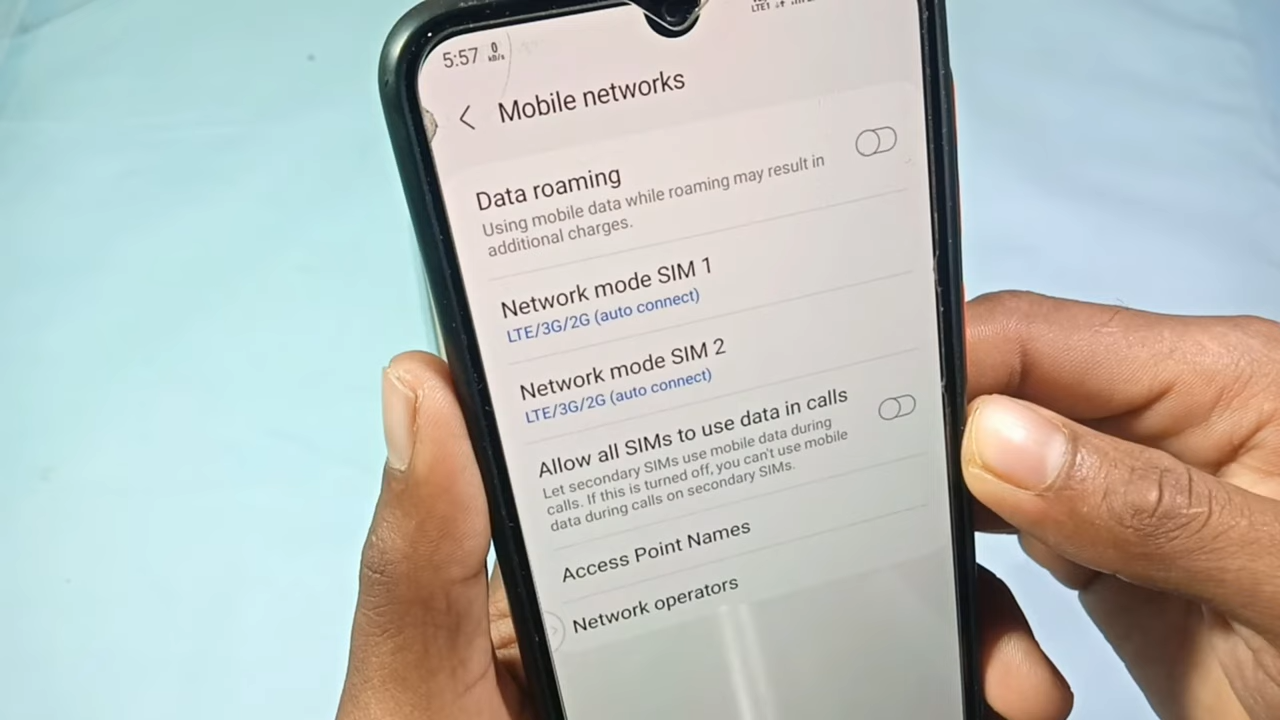 5:57 0 kB/s
LTE1
Mobile networks
Data roaming
Using mobile data while roaming may result in
additional charges.
Network mode SIM 1
LTE/3G/2G (auto connect)
Network mode SIM 2
LTE/3G/2G (auto connect)
Allow all SIMs to use data in calls
Let secondary SIMs use mobile data during
calls. If this is turned off, you can't use mobile
data during calls on secondary SIMs.
Access Point Names
Network operators